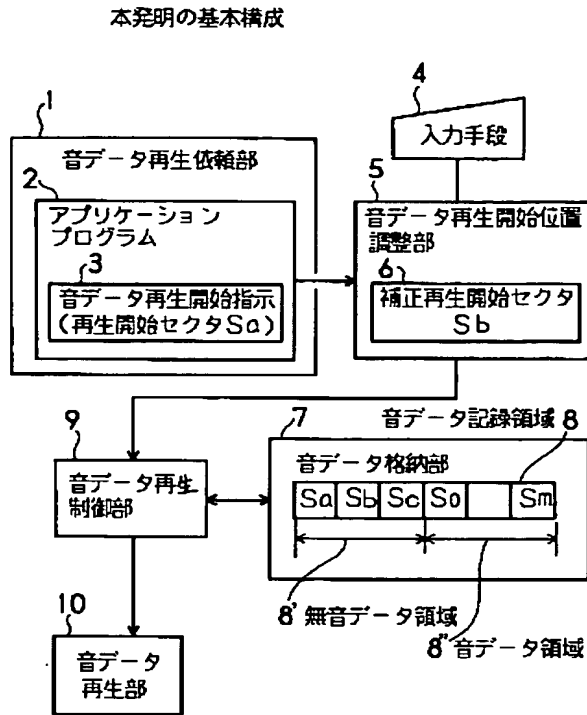 本発明の基本構成
1
音データ再生依頼部
2
アプリケーション
プログラム
3
音データ再生開始指示
(再生開始セクタSa)
4
入力手段
5
音データ再生開始位置
調整部
6
補正再生開始セクタ
Sb
9
音データ再生
制御部
7
音データ記録領域
8
音データ格納部
Sa Sb Sc So Sm
8' 無音データ領域
8" 音データ領域
10
音データ
再生部